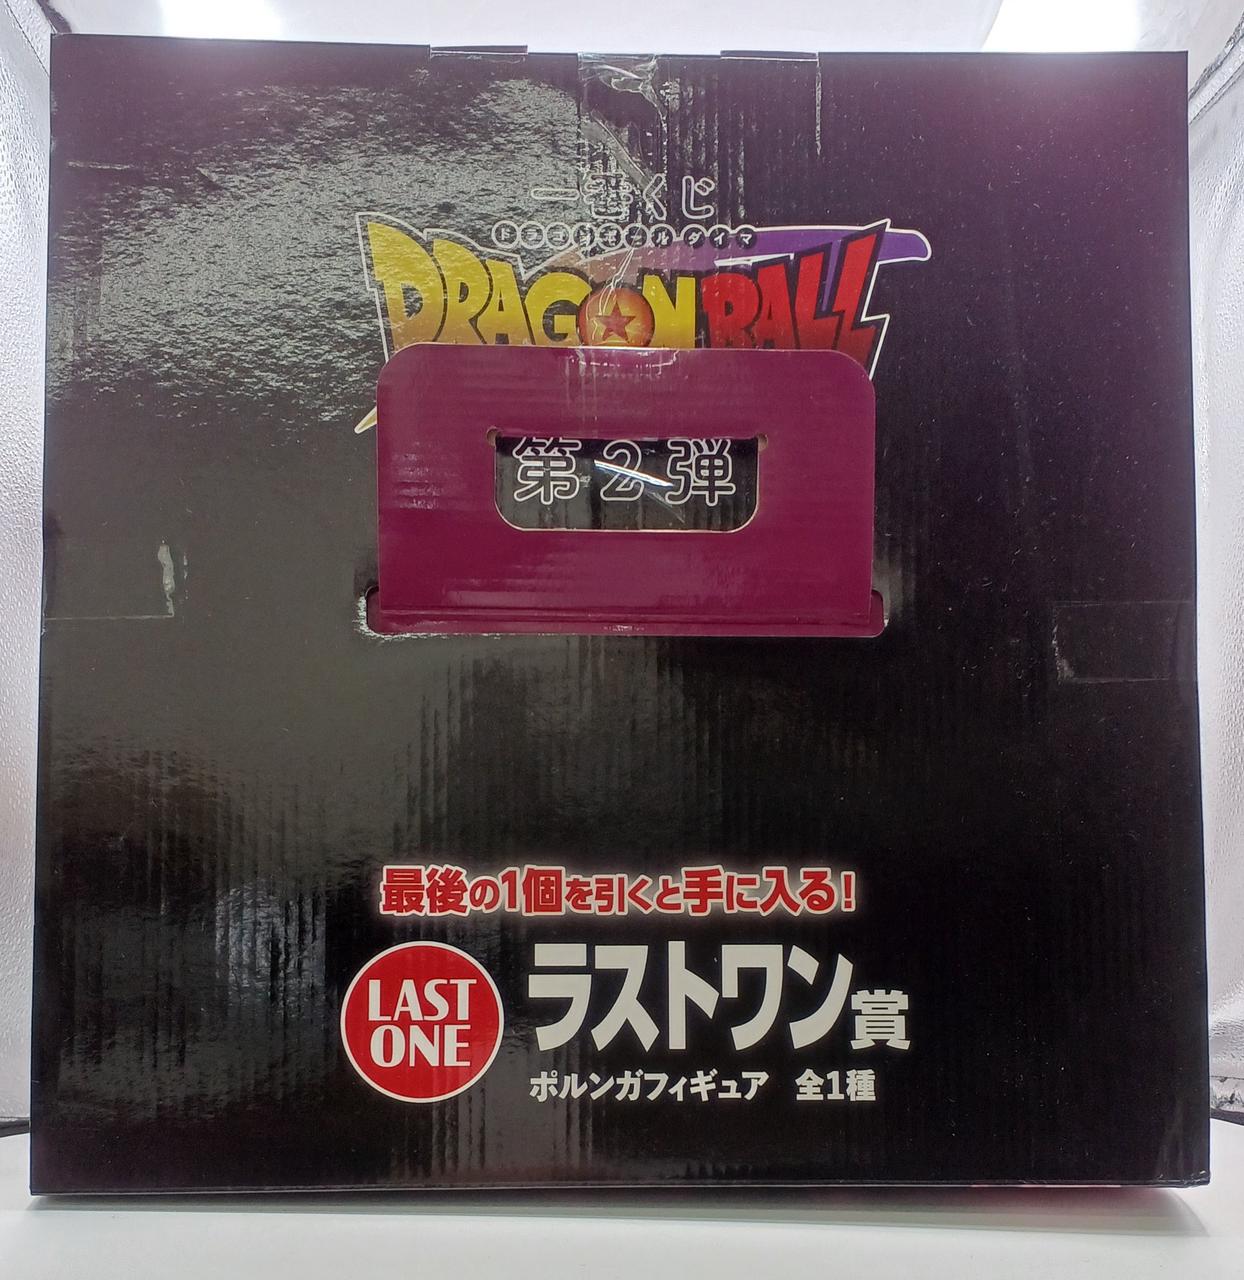 一番くじ
ドラゴンボールダイマ
DRAGON BALL
第2弾
最後の1個を引くと手に入る!
LAST
ONE
ラストワン賞
ポルンガフィギュア 全1種